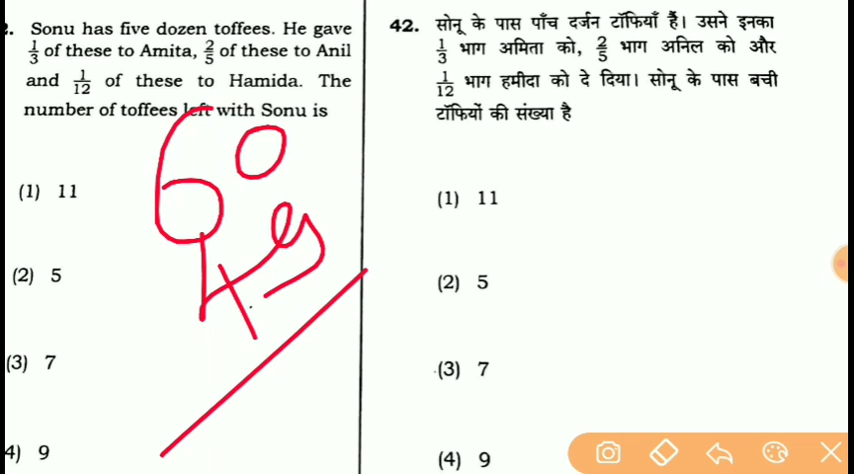 . Sonu has five dozen toffees. He gave
1/3 of these to Amita, 2/5 of these to Anil
and 1/12 of these to Hamida. The
number of toffees left with Sonu is
(1) 11
(2) 5
(3) 7
4) 9
60
49
42. सोनू के पास पाँच दर्जन टॉफियाँ हैं। उसने इनका
1/3 भाग अमिता को, 2/5 भाग अनिल को और
1/12 भाग हमीदा को दे दिया। सोनू के पास बची
टॉफियों की संख्या है
(1) 11
(2) 5
(3) 7
(4) 9